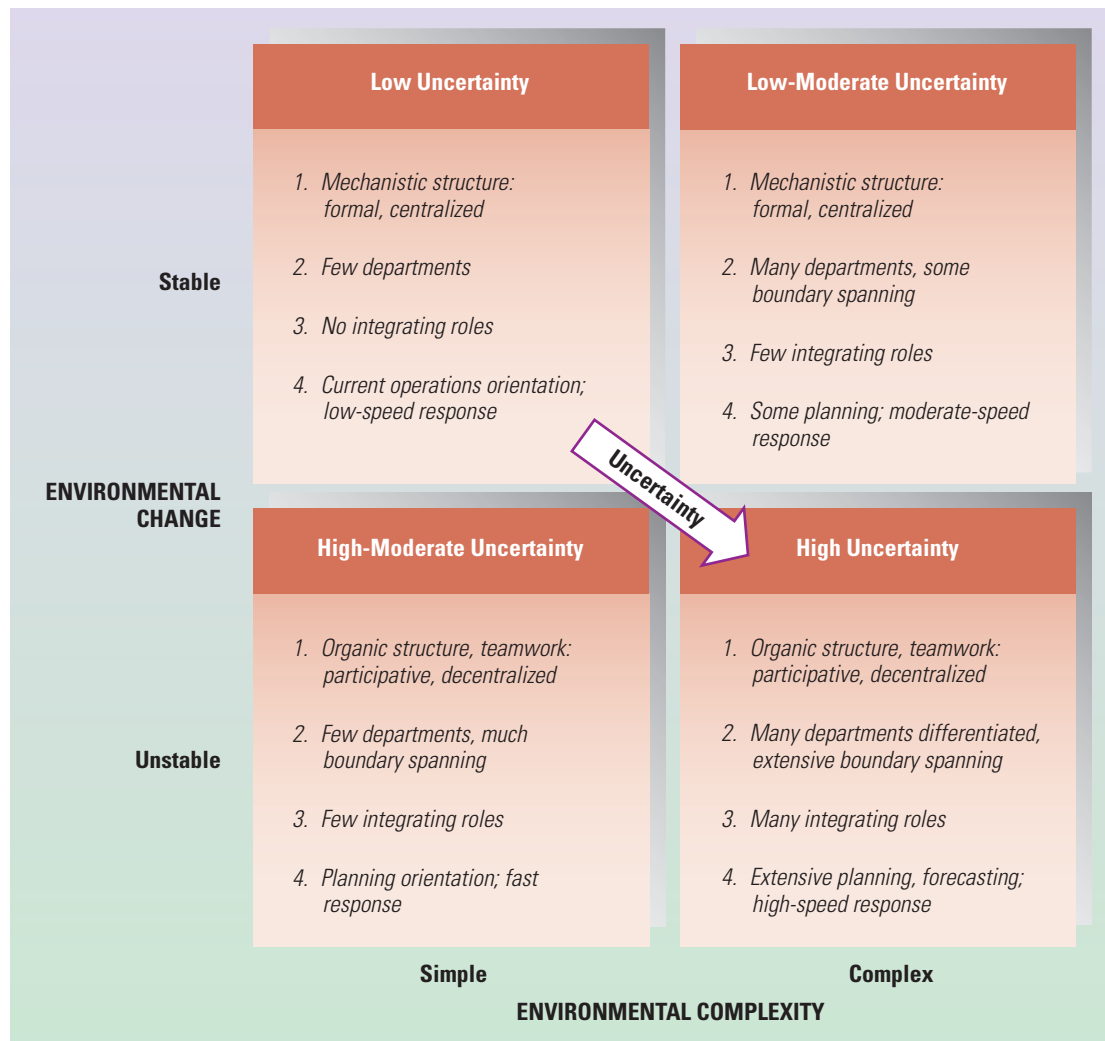 Low Uncertainty
1. Mechanistic structure:
formal, centralized
2. Few departments
3. No integrating roles
4. Current operations orientation;
low-speed response
Low-Moderate Uncertainty
1. Mechanistic structure:
formal, centralized
2. Many departments, some
boundary spanning
3. Few integrating roles
4. Some planning; moderate-speed
response
Stable
Uncertainty
ENVIRONMENTAL
CHANGE
High-Moderate Uncertainty
1. Organic structure, teamwork:
participative, decentralized
2. Few departments, much
boundary spanning
3. Few integrating roles
4. Planning orientation; fast
response
High Uncertainty
1. Organic structure, teamwork:
participative, decentralized
2. Many departments differentiated,
extensive boundary spanning
3. Many integrating roles
4. Extensive planning, forecasting;
high-speed response
Unstable
Simple
Complex
ENVIRONMENTAL COMPLEXITY